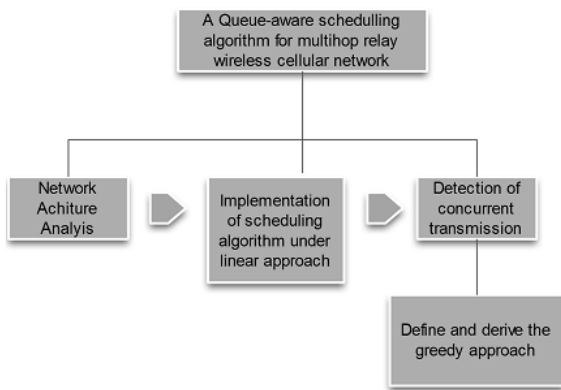 A Queue-aware schedulling
algorithm for multihop relay
wireless cellular network
Network
Achiture
Analyis
Implementation
of scheduling
algorithm under
linear approach
Detection of
concurrent
transmission
Define and derive the
greedy approach